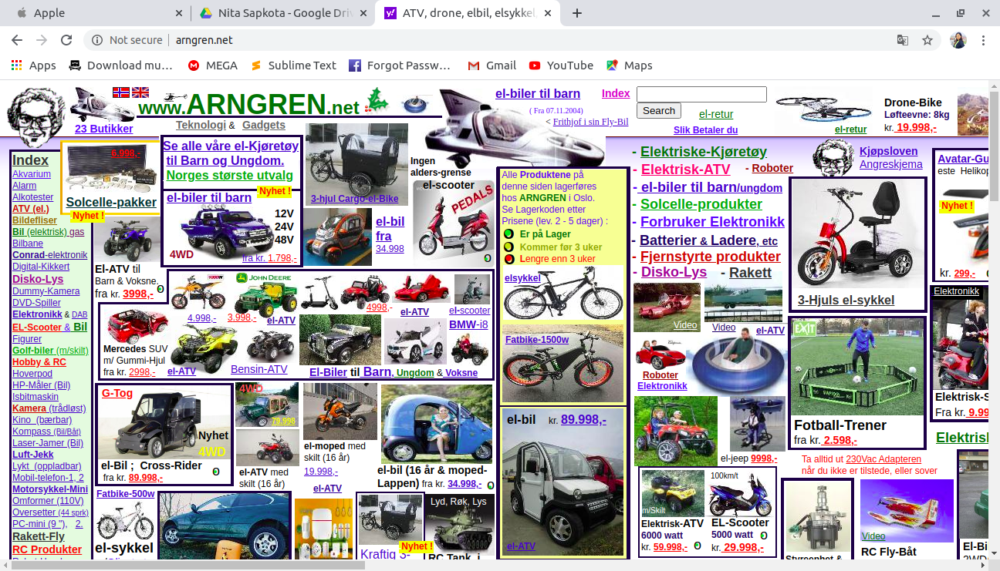 Apple
Nita Sapkota - Google Driv
ATV, drone, elbil, elsykkel,
Not secure
arngren.net
Apps
Download mu…
MEGA
Sublime Text
Forgot Passw…
Gmail
YouTube
Maps
www.ARNGREN.net
23 Butikker
Teknologi & Gadgets
el-biler til barn
Index
( Fra 07.11.2004)
< Frithjof i sin Fly-Bil
Search
el-retur
Slik Betaler du
el-retur
Drone-Bike
Løfteevne: 8kg
kr. 19.998,-
Index
Akvarium
Alarm
Alkotester
ATV (el.)
Bildefliser
Bil (elektrisk) gas
Bilbane
Conrad-elektronik
Digital-Kikkert
Disko-Lys
Dummy-Kamera
DVD-Spiller
Elektronikk & DAB
EL-Scooter & Bil
Figurer
Golf-biler (m/skilt)
Hobby & RC
Hoverpod
HP-Måler (Bil)
Isbitmaskin
Kamera (trådløst)
Kino (bærbar)
Kompass (Bil/Båt)
Laser-Jamer (Bil)
Luft-Jekk
Lykt (oppladbar)
Mobil-telefon-1, 2
Motorsykkel-Mini
Omformer (110V)
Oversetter (44 sprk)
PC-mini (9 "), 2.
Rakett-Fly
RC Produkter
6.998,-
Solcelle-pakker
Nyhet !
El-ATV til
Barn & Voksne.
fra kr. 3998,-
Se alle våre el-Kjøretøy
til Barn og Ungdom.
Norges største utvalg
Nyhet !
el-biler til barn
12V
24V
48V
4WD
fra kr. 1.798,-
3-hjul Cargo-el-Bike
el-bil
fra
34.998
Ingen
alders-grense
el-scooter
PEDALS
1000W
JOHN DEERE
4.998,-
3.998,-
el-ATV
4998,-
el-ATV
el-scooter
BMW-i8
Mercedes SUV
m/ Gummi-Hjul
fra kr. 2998,-
el-ATV
Bensin-ATV
El-Biler til Barn, Ungdom & Voksne
G-Tog
Nyhet
4WD
el-Bil ; Cross-Rider
fra kr. 89.998,-
4WD
79.998
el-ATV med
skilt (16 år)
el-moped med
skilt (16 år)
19.998,-
el-ATV
el-bil (16 år & moped-
Lappen) fra kr. 34.998,-
Fatbike-500w
el-sykkel
Nyhet !
Kraftig 3-
Lyd, Røk, Lys
RC Tank i
Alle Produktene på
denne siden lagerføres
hos ARNGREN i Oslo.
Se Lagerkoden etter
Prisene (lev. 2 - 5 dager) :
Er på Lager
Kommer før 3 uker
Lengre enn 3 uker
elsykkel
Fatbike-1500w
el-bil kr. 89.998,-
el-ATV
- Elektriske-Kjøretøy
- Elektrisk-ATV - Roboter
- el-biler til barn/ungdom
- Solcelle-produkter
- Forbruker Elektronikk
- Batterier & Ladere, etc
- Fjernstyrte produkter
- Disko-Lys - Rakett
Video
Video
el-ATV
Roboter
Elektronikk
el-jeep 9998,-
m/Skilt
Elektrisk-ATV
6000 watt
kr. 59.998,-
100km/t
EL-Scooter
5000 watt
kr. 29.998,-
Kjøpsloven
Angreskjema
3-Hjuls el-sykkel
EXIT
Fotball-Trener
fra kr. 2.598,-
Ta alltid ut 230Vac Adapteren
når du ikke er tilstede, eller sover
Styreenhet &
Video
RC Fly-Båt
Avatar-Gu
este Helikop
Nyhet !
kr. 299,-
Elektronikk
Elektrisk-S
Fra kr. 9.99
Elektrisk
El-Bi
2WD